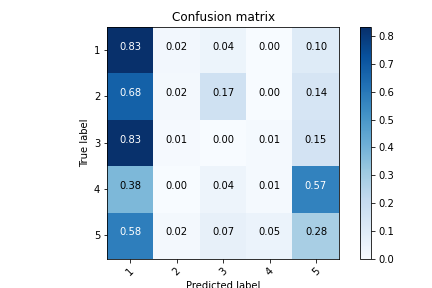 Confusion matrix
1 0.83 0.02 0.04 0.00 0.10
2 0.68 0.02 0.17 0.00 0.14
3 0.83 0.01 0.00 0.01 0.15
4 0.38 0.00 0.04 0.01 0.57
5 0.58 0.02 0.07 0.05 0.28
1 2 3 4 5
True label
Predicted label
0.8
0.7
0.6
0.5
0.4
0.3
0.2
0.1
0.0